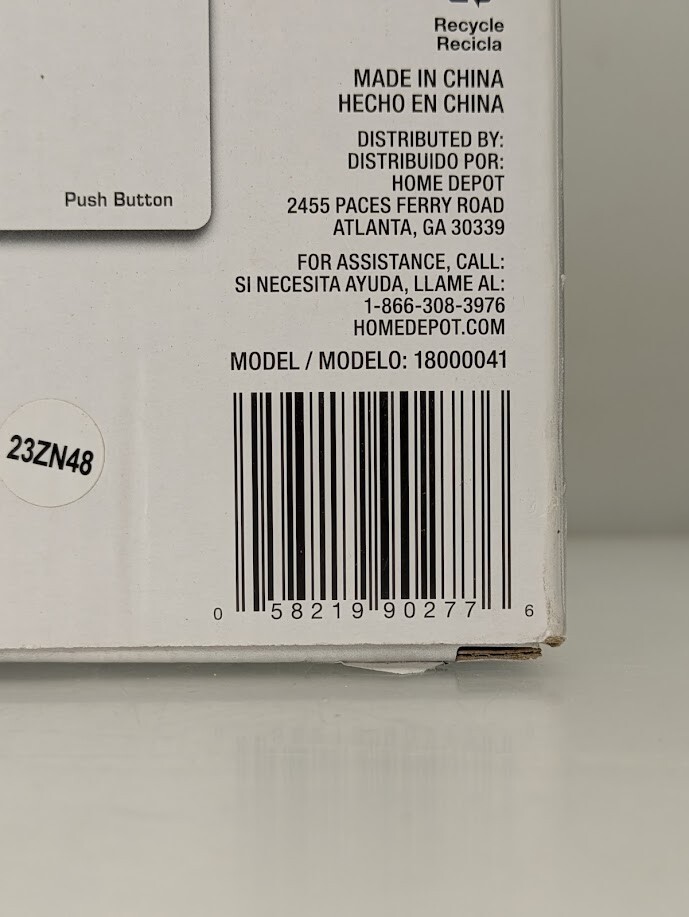 Recycle
Recicla
MADE IN CHINA
HECHO EN CHINA
DISTRIBUTED BY:
DISTRIBUIDO POR:
HOME DEPOT
2455 PACES FERRY ROAD
ATLANTA, GA 30339
Push Button
FOR ASSISTANCE, CALL:
SI NECESITA AYUDA, LLAME AL:
1-866-308-3976
HOMEDEPOT.COM
MODEL / MODELO: 18000041
23ZN48
0 58219 90277 6